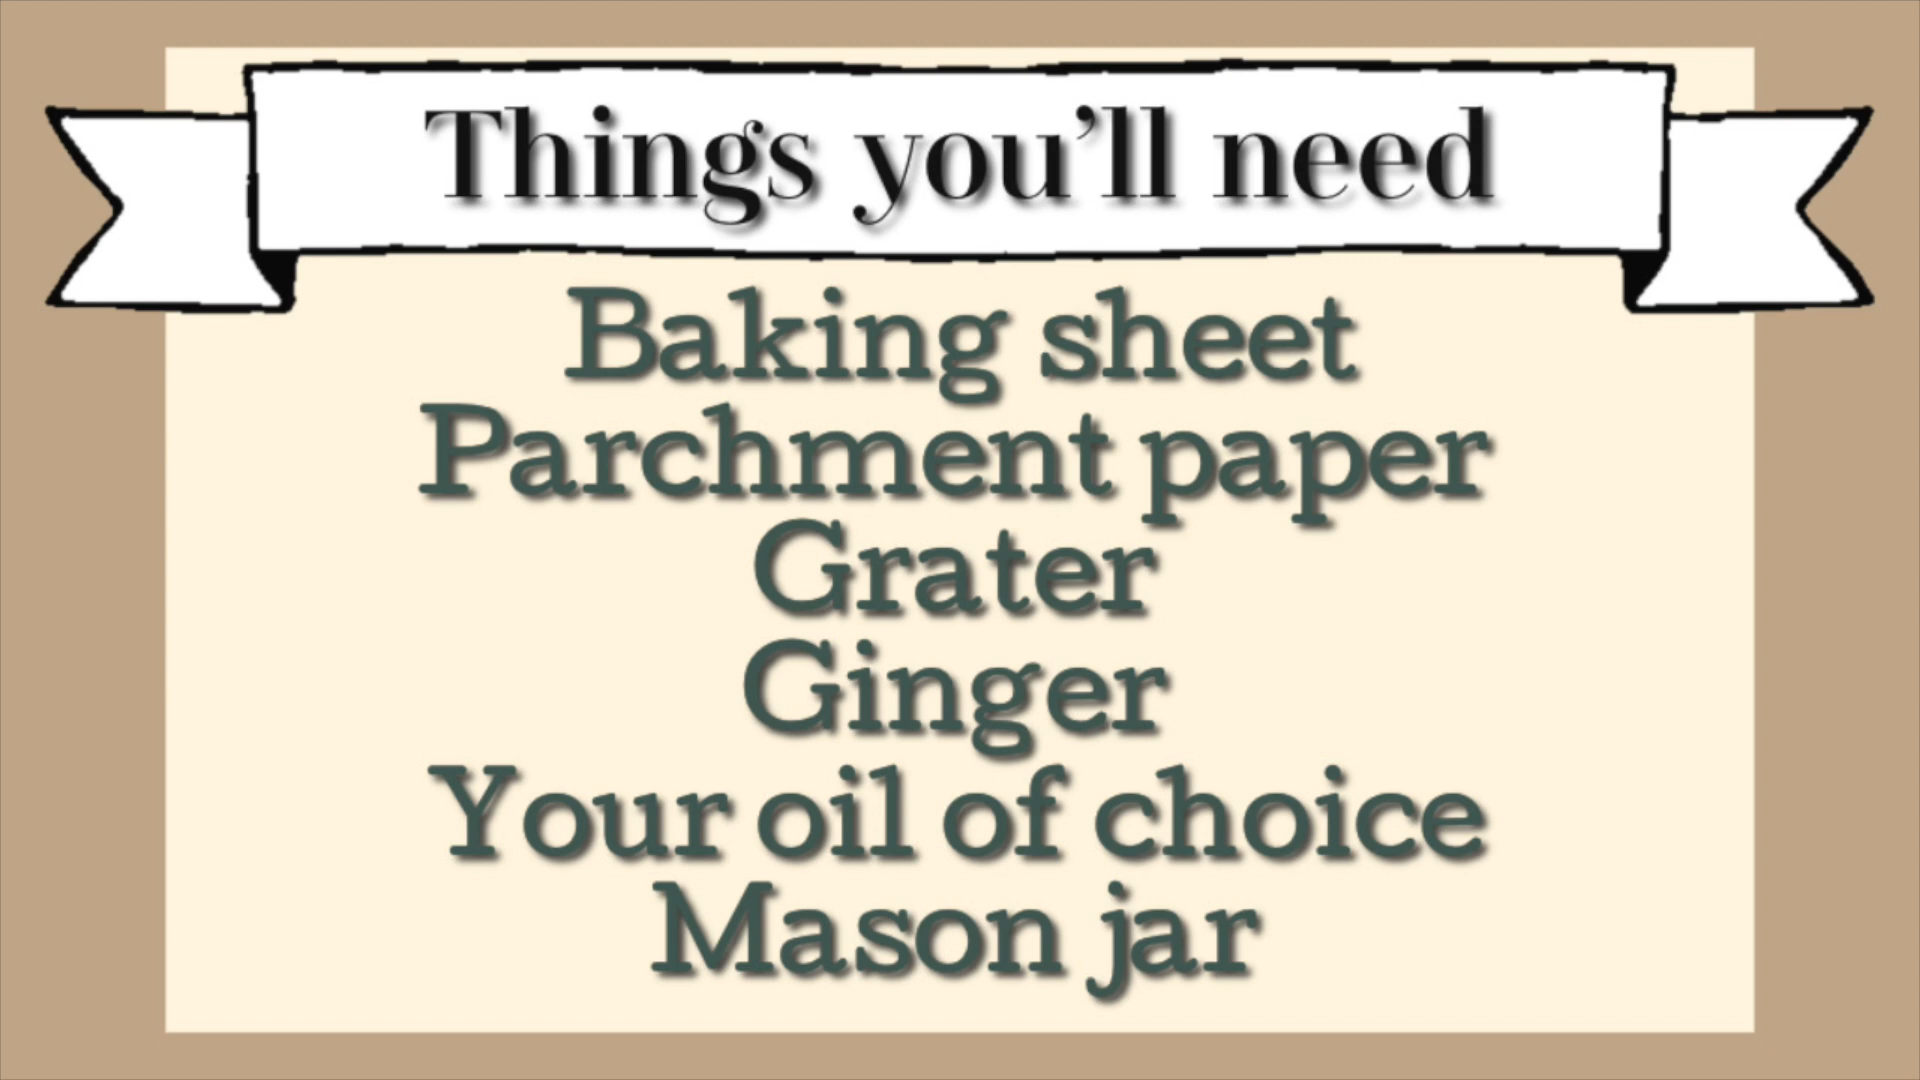 Things you’ll need
Baking sheet
Parchment paper
Grater
Ginger
Your oil of choice
Mason jar